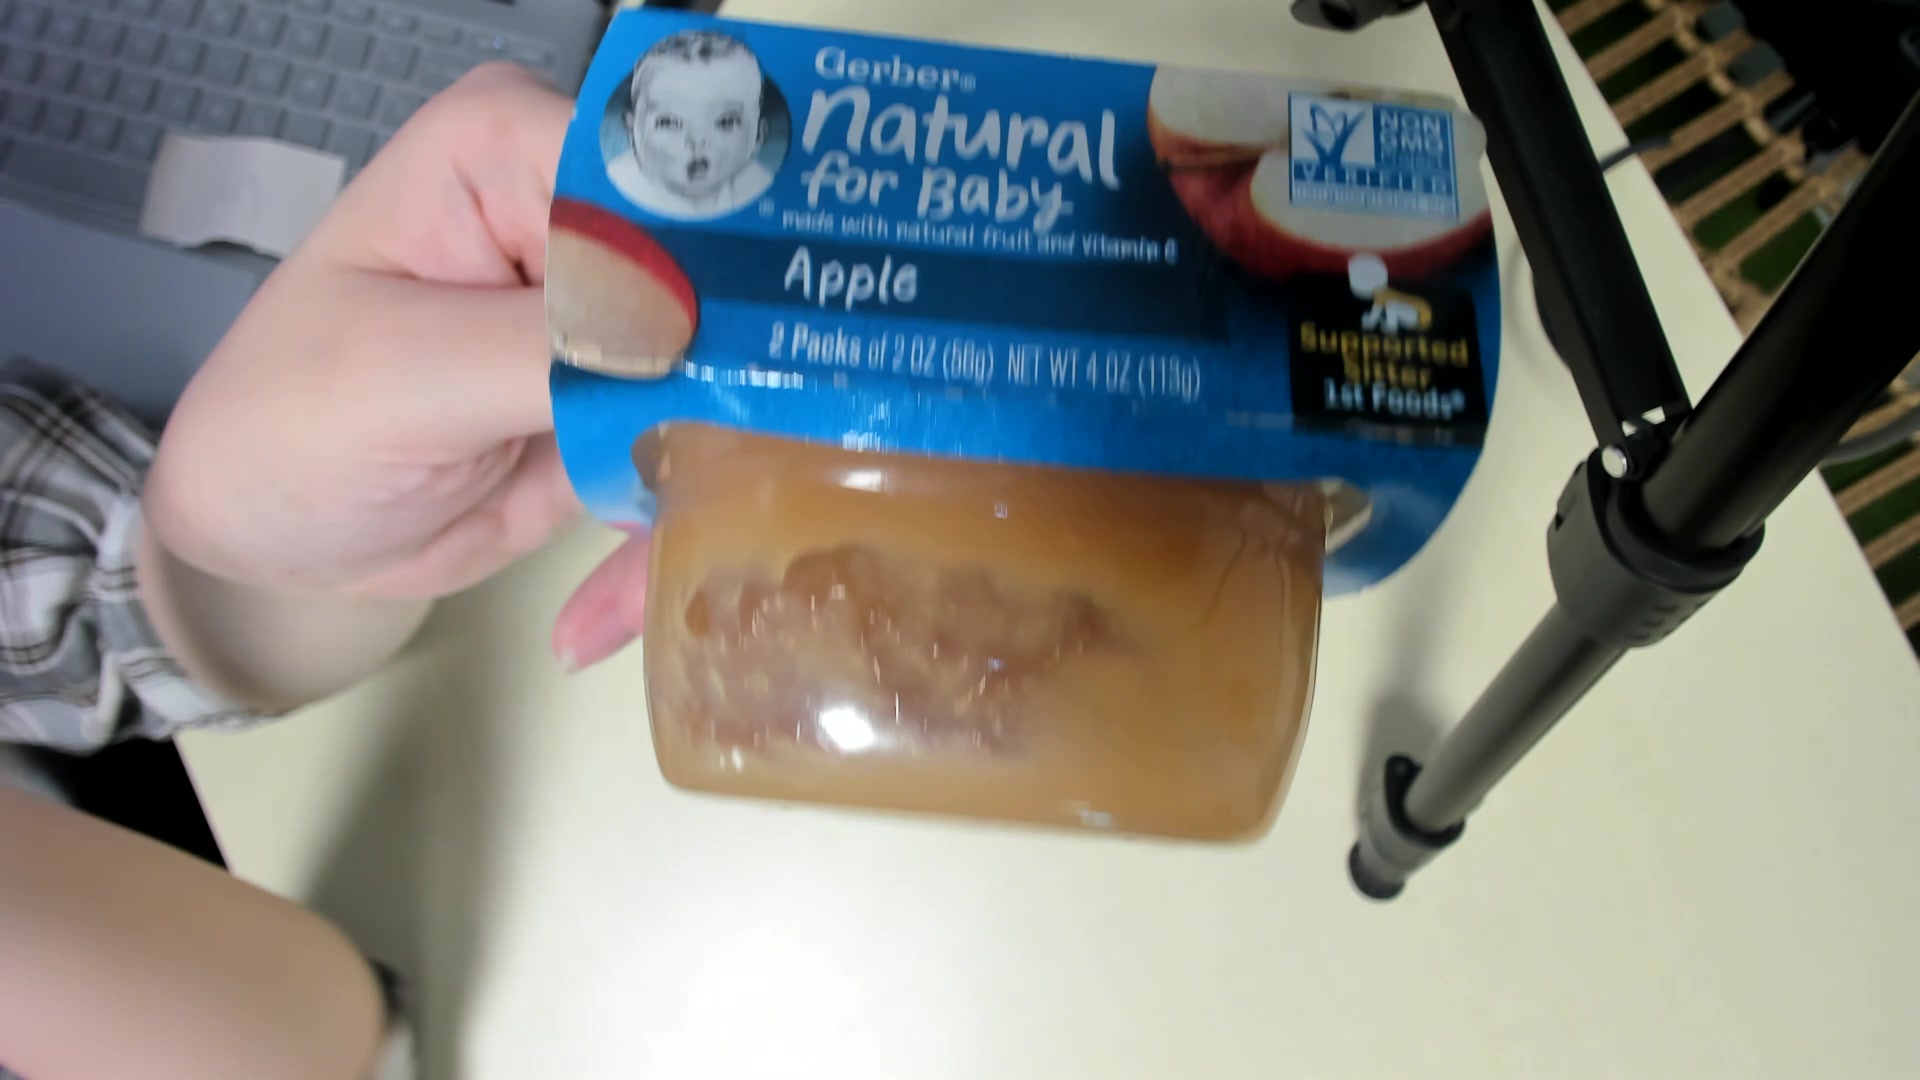 Gerber®
Natural
for Baby
made with natural fruit and vitamin C
Apple
2 Packs of 2 OZ (56g) NET WT 4 OZ (113g)
NON
GMO
VERIFIED
Supported
Sitter
1st Foods®